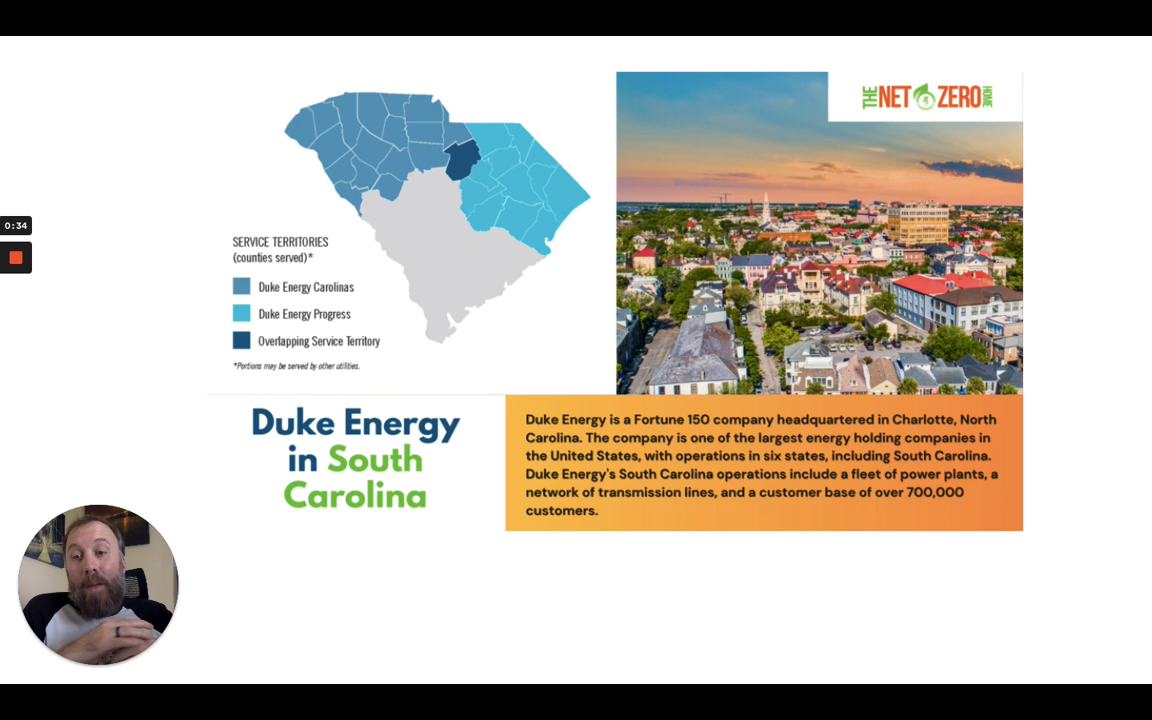 THE NET ZERO HOME
0:34
SERVICE TERRITORIES
(counties served)*
Duke Energy Carolinas
Duke Energy Progress
Overlapping Service Territory
*Portions may be served by other utilities.
Duke Energy
in South
Carolina
Duke Energy is a Fortune 150 company headquartered in Charlotte, North
Carolina. The company is one of the largest energy holding companies in
the United States, with operations in six states, including South Carolina.
Duke Energy's South Carolina operations include a fleet of power plants, a
network of transmission lines, and a customer base of over 700,000
customers.